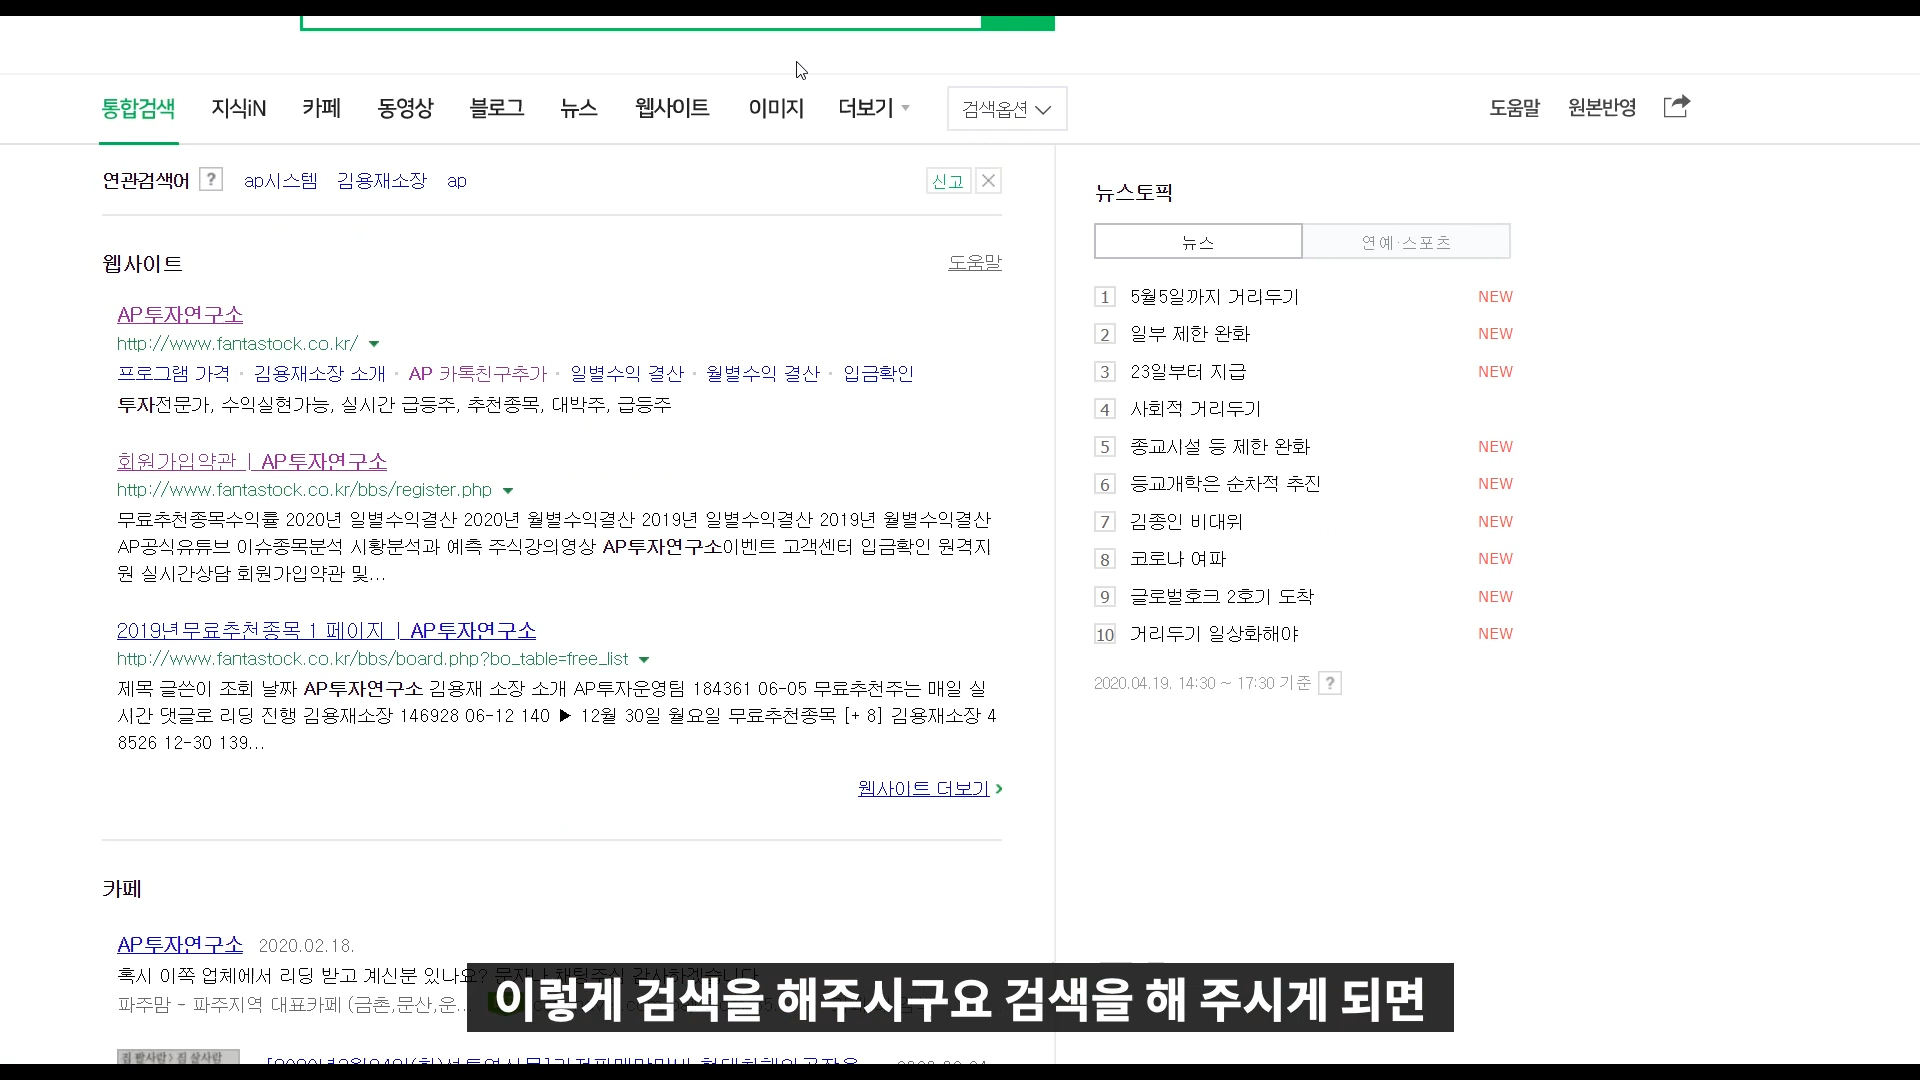 통합검색 지식iN 카페 동영상 블로그 뉴스 웹사이트 이미지 더보기 검색옵션 도움말 원본반영
연관검색어 ? ap시스템 김용재소장 ap 신고
웹사이트 도움말
AP투자연구소
http://www.fantastock.co.kr/
프로그램 가격 · 김용재소장 소개 · AP 카톡친구추가 · 일별수익 결산 · 월별수익 결산 · 입금확인
투자전문가, 수익실현가능, 실시간 급등주, 추천종목, 대박주, 급등주
회원가입약관 | AP투자연구소
http://www.fantastock.co.kr/bbs/register.php
무료추천종목수익률 2020년 일별수익결산 2020년 월별수익결산 2019년 일별수익결산 2019년 월별수익결산
AP공식유튜브 이슈종목분석 시황분석과 예측 주식강의영상 AP투자연구소이벤트 고객센터 입금확인 원격지
원 실시간상담 회원가입약관 및...
2019년무료추천종목 1 페이지 | AP투자연구소
http://www.fantastock.co.kr/bbs/board.php?bo_table=free_list
제목 글쓴이 조회 날짜 AP투자연구소 김용재 소장 소개 AP투자운영팀 184361 06-05 무료추천주는 매일 실
시간 댓글로 리딩 진행 김용재소장 146928 06-12 140 ▶ 12월 30일 월요일 무료추천종목 [+ 8] 김용재소장 4
8526 12-30 139...
웹사이트 더보기
카페
AP투자연구소 2020.02.18.
혹시 이쪽 업체에서 리딩 받고 계신분 있나요? 문자나 채팅주심 감사하겠습니다
파주맘 - 파주지역 대표카페 (금촌,문산,운...
이렇게 검색을 해주시구요 검색을 해 주시게 되면
뉴스토픽
뉴스 연예·스포츠
1 5월5일까지 거리두기 NEW
2 일부 제한 완화 NEW
3 23일부터 지급 NEW
4 사회적 거리두기
5 종교시설 등 제한 완화 NEW
6 등교개학은 순차적 추진 NEW
7 김종인 비대위 NEW
8 코로나 여파 NEW
9 글로벌호크 2호기 도착 NEW
10 거리두기 일상화해야 NEW
2020.04.19. 14:30 ~ 17:30 기준 ?